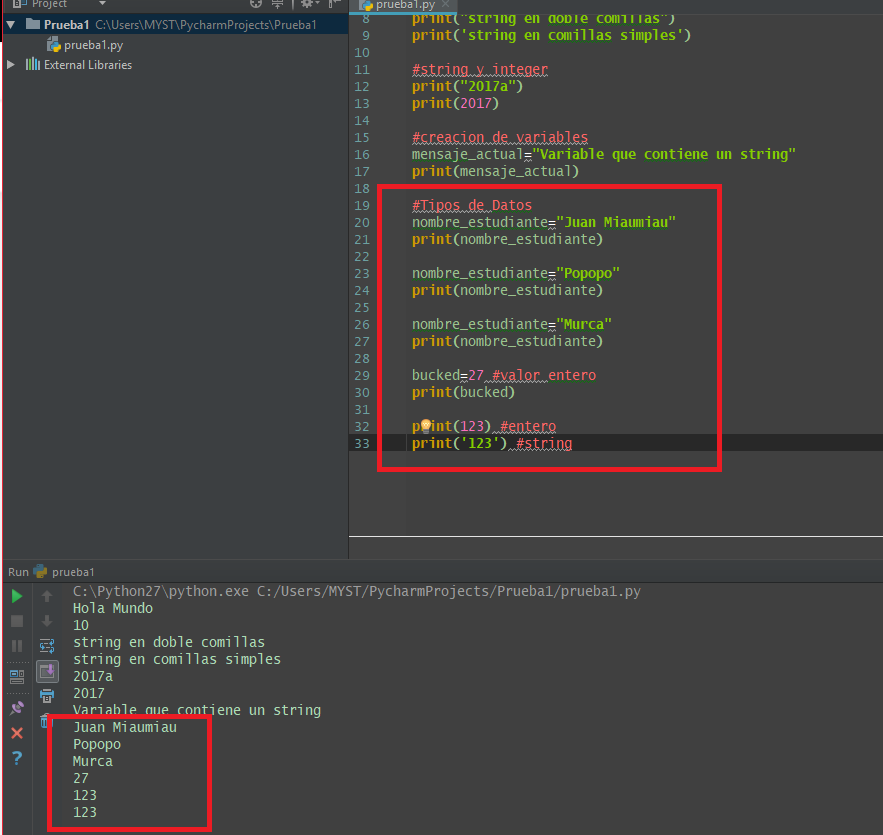 Project
Prueba1 C:\Users\MYST\PycharmProjects\Prueba1
prueba1.py
External Libraries
prueba1.py
8 print("string en doble comillas")
9 print('string en comillas simples')
10
11 #string y integer
12 print("2017a")
13 print(2017)
14
15 #creacion de variables
16 mensaje_actual="Variable que contiene un string"
17 print(mensaje_actual)
18
19 #Tipos de Datos
20 nombre_estudiante="Juan Miaumiau"
21 print(nombre_estudiante)
22
23 nombre_estudiante="Popopo"
24 print(nombre_estudiante)
25
26 nombre_estudiante="Murca"
27 print(nombre_estudiante)
28
29 bucked=27 #valor entero
30 print(bucked)
31
32 print(123) #entero
33 print('123') #string
Run prueba1
C:\Python27\python.exe C:/Users/MYST/PycharmProjects/Prueba1/prueba1.py
Hola Mundo
10
string en doble comillas
string en comillas simples
2017a
2017
Variable que contiene un string
Juan Miaumiau
Popopo
Murca
27
123
123